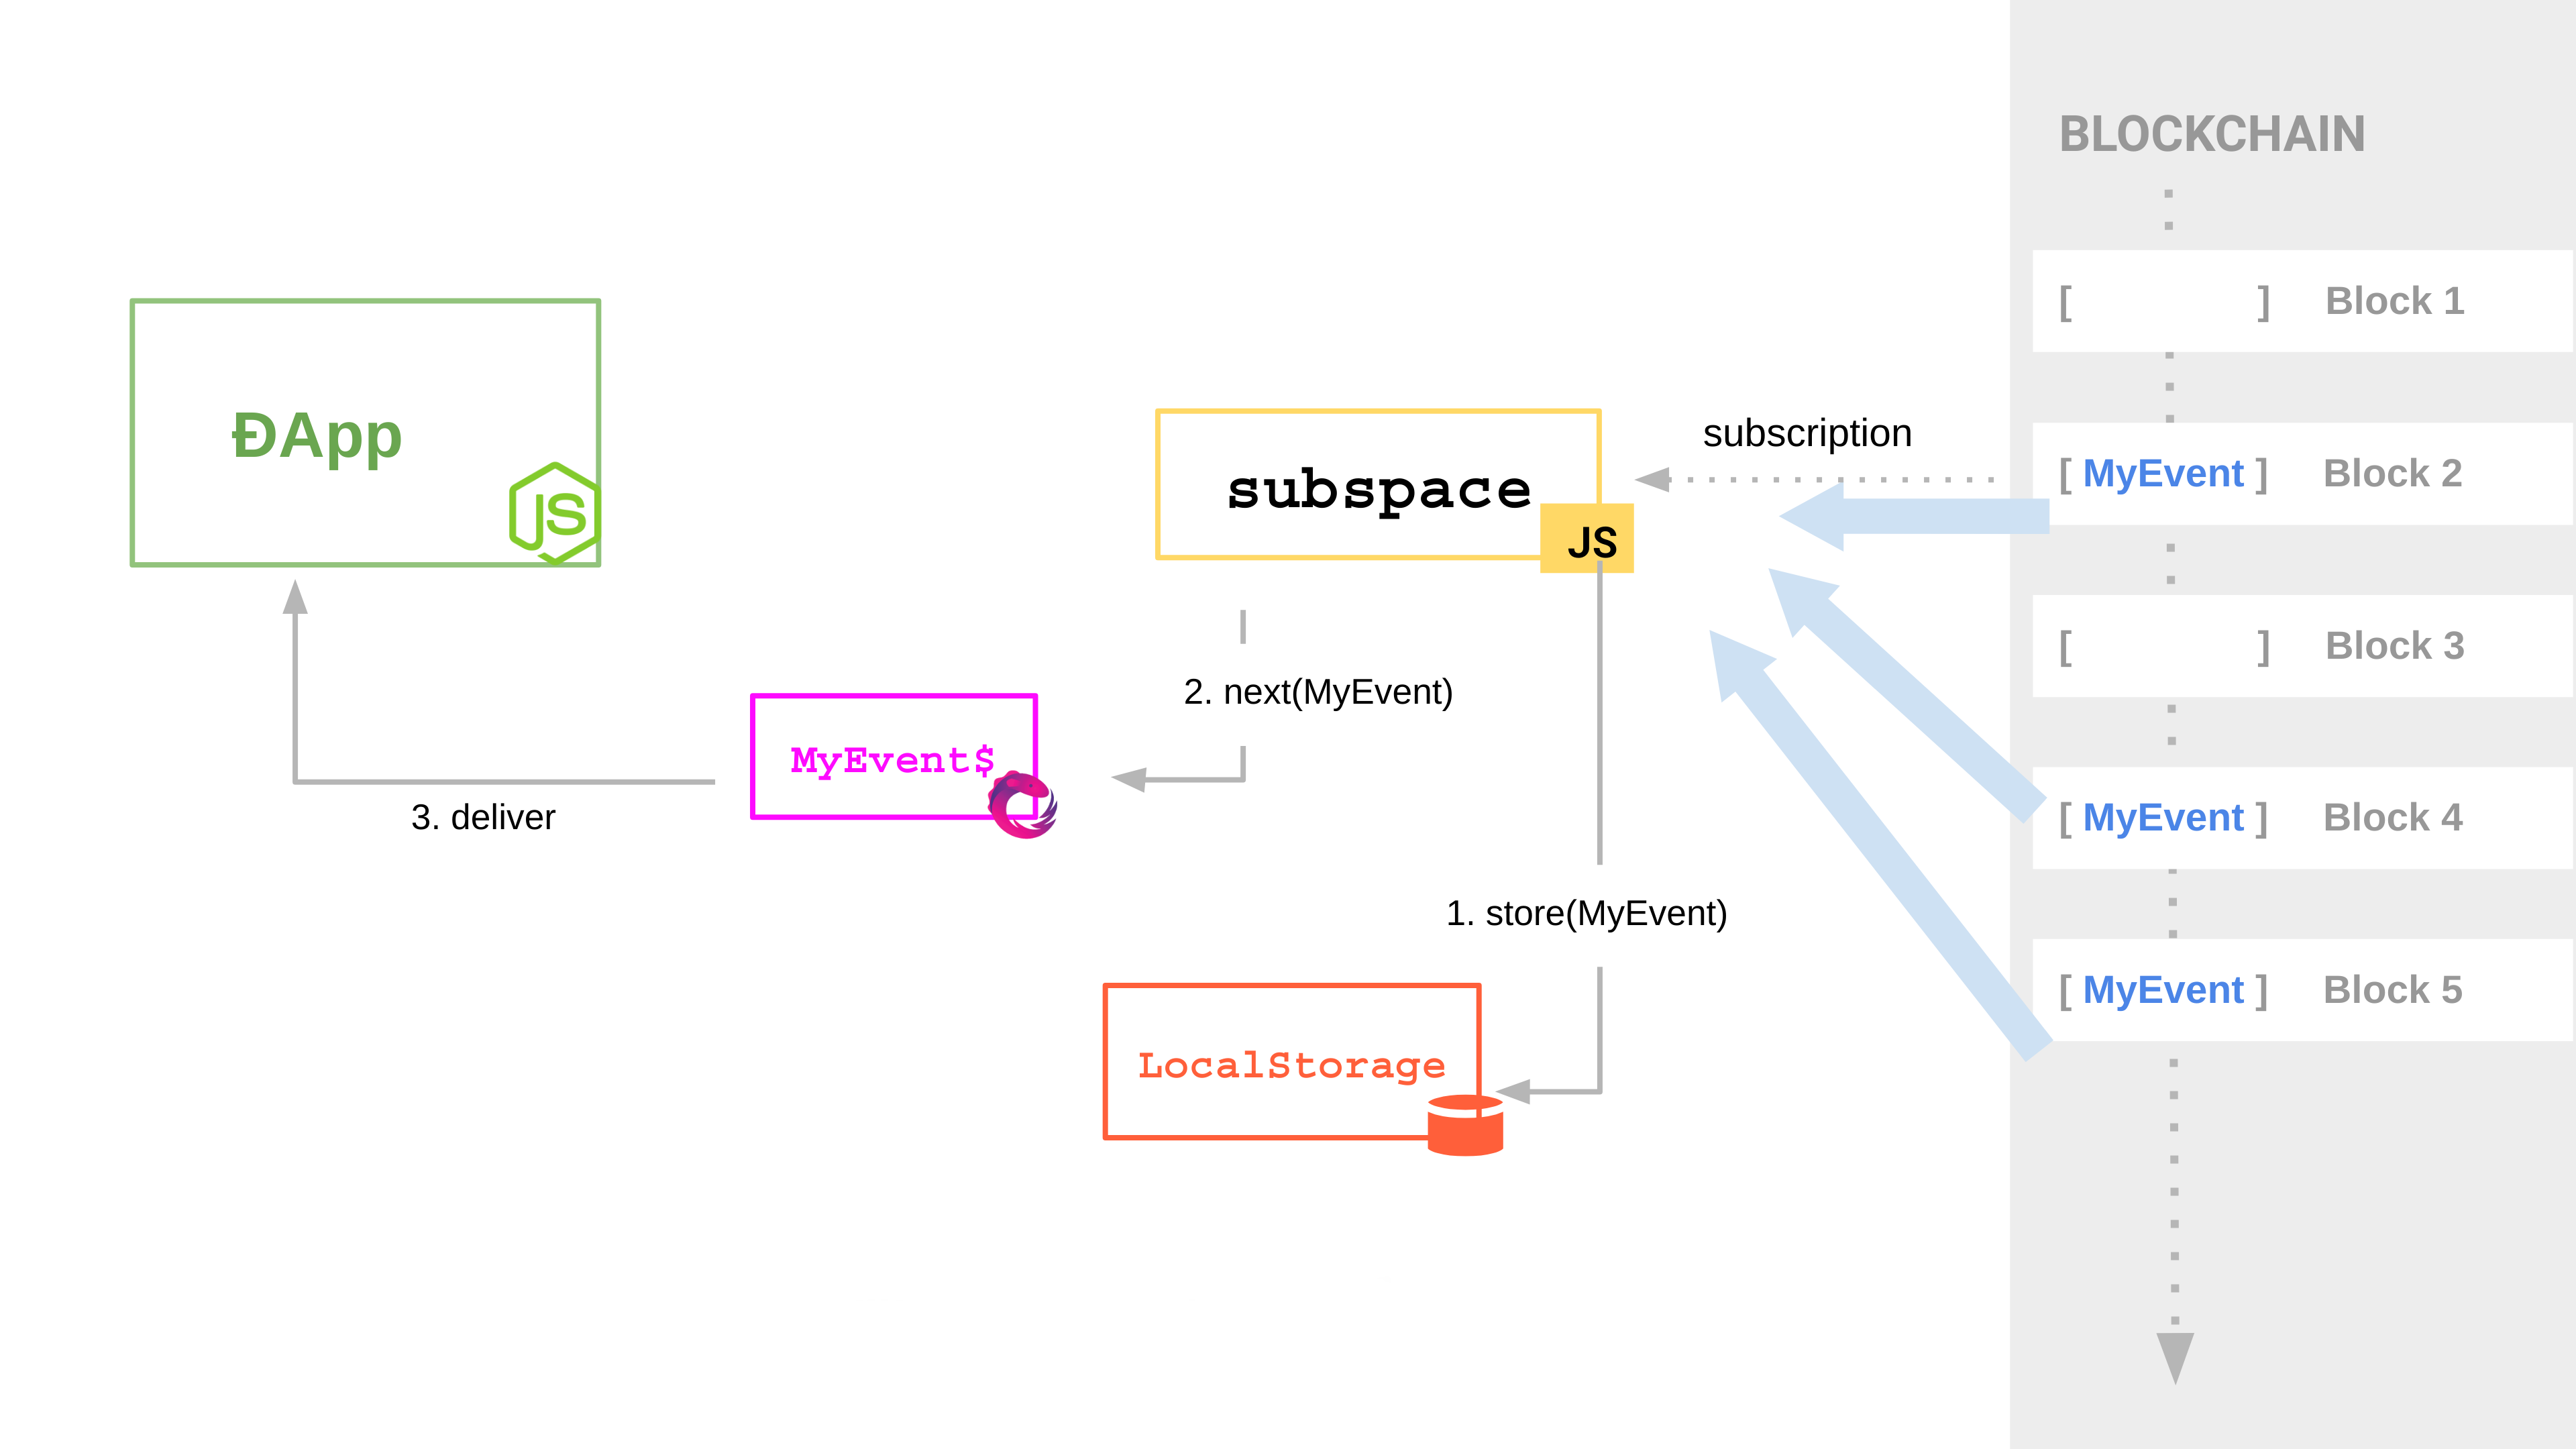 BLOCKCHAIN
[ ] Block 1
ĐApp
JS
subspace
JS
subscription
[ MyEvent ] Block 2
[ ] Block 3
2. next(MyEvent)
MyEvent$
3. deliver
[ MyEvent ] Block 4
1. store(MyEvent)
[ MyEvent ] Block 5
LocalStorage